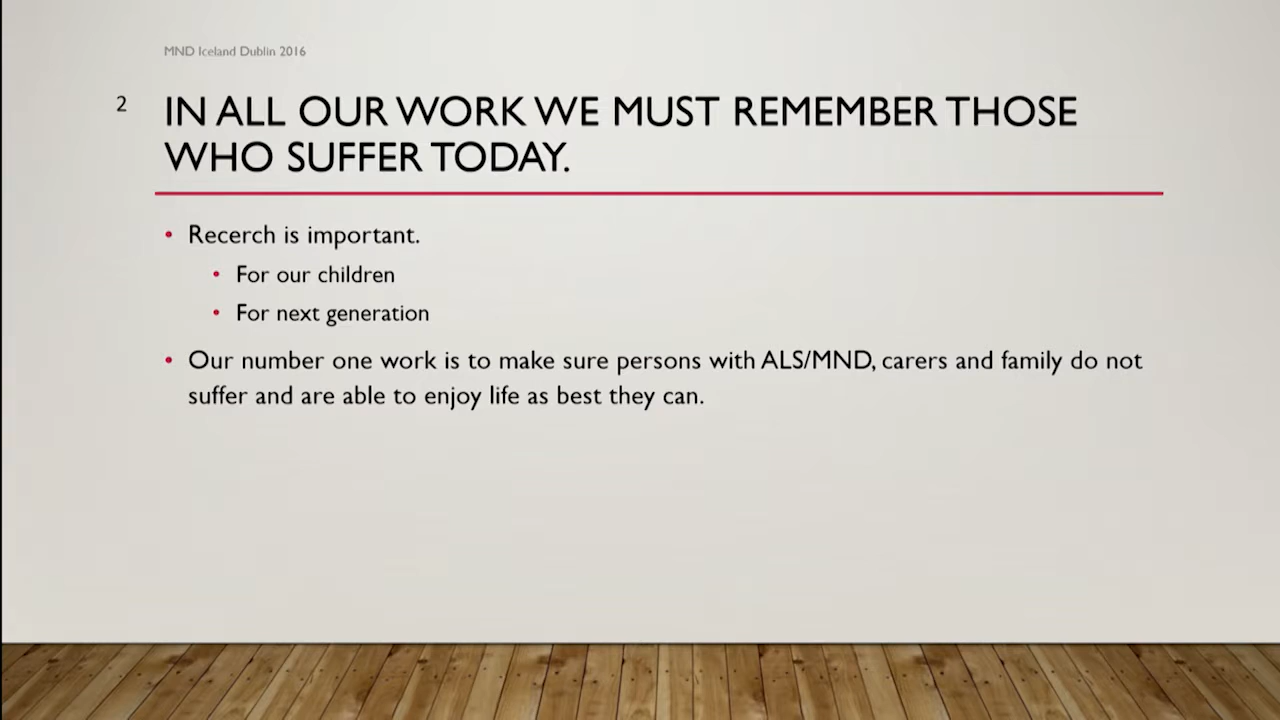 MND Iceland Dublin 2016
2
IN ALL OUR WORK WE MUST REMEMBER THOSE
WHO SUFFER TODAY.
• Recerch is important.
• For our children
• For next generation
• Our number one work is to make sure persons with ALS/MND, carers and family do not
suffer and are able to enjoy life as best they can.